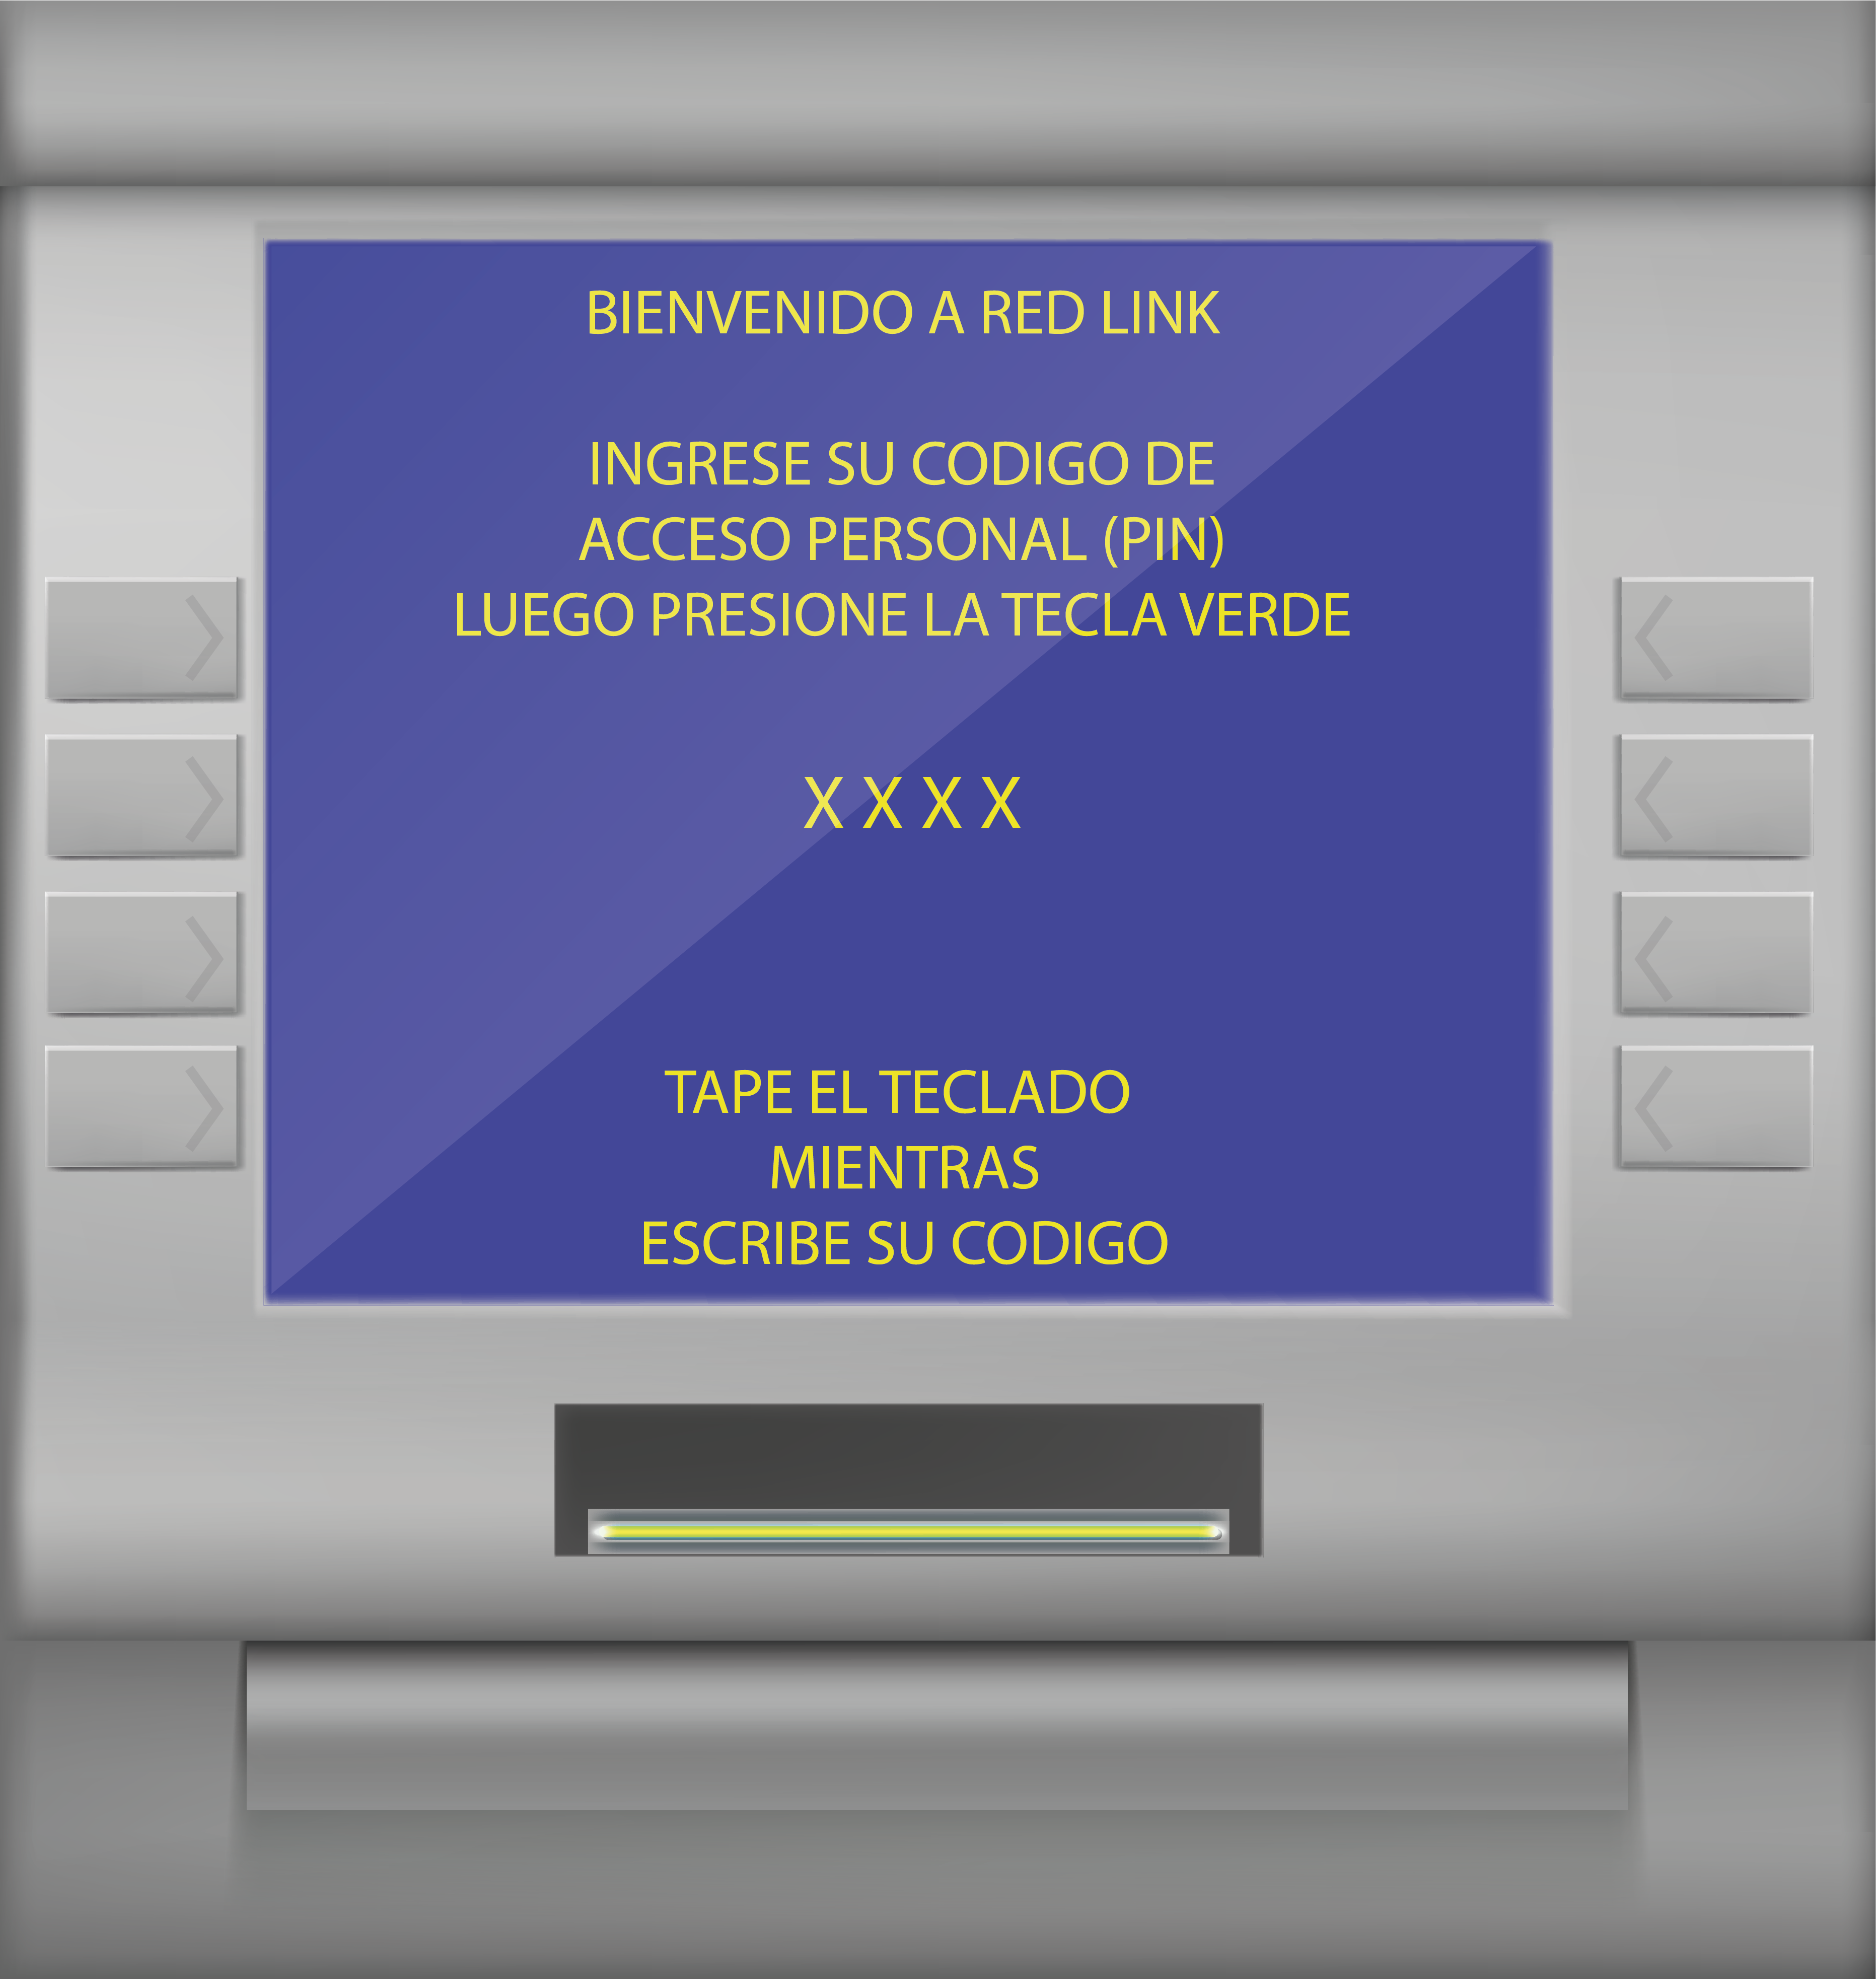 BIENVENIDO A RED LINK
INGRESE SU CODIGO DE
ACCESO PERSONAL (PIN)
LUEGO PRESIONE LA TECLA VERDE
X X X X
TAPE EL TECLADO
MIENTRAS
ESCRIBE SU CODIGO